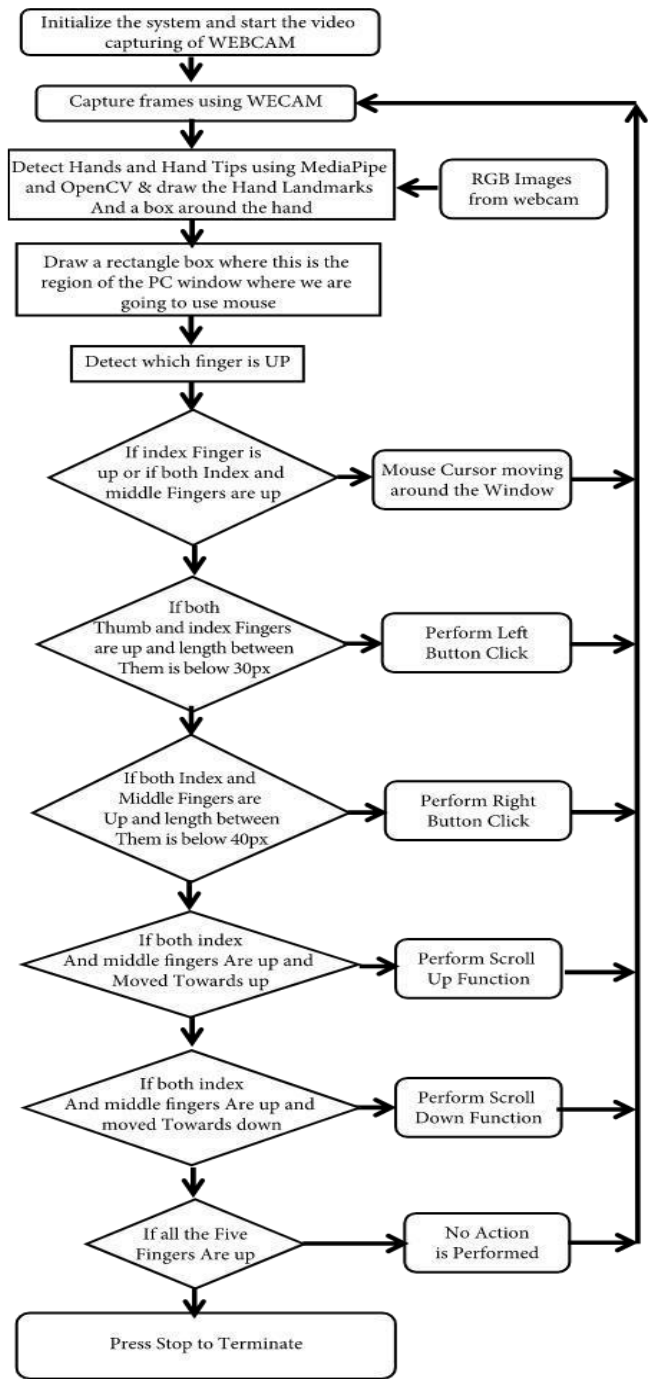 Initialize the system and start the video
capturing of WEBCAM
Capture frames using WECAM
Detect Hands and Hand Tips using MediaPipe
and OpenCV & draw the Hand Landmarks
And a box around the hand
RGB Images
from webcam
Draw a rectangle box where this is the
region of the PC window where we are
going to use mouse
Detect which finger is UP
If index Finger is
up or if both Index and
middle Fingers are up
Mouse Cursor moving
around the Window
If both
Thumb and index Fingers
are up and length between
Them is below 30px
Perform Left
Button Click
If both Index and
Middle Fingers are
Up and length between
Them is below 40px
Perform Right
Button Click
If both index
And middle fingers Are up and
Moved Towards up
Perform Scroll
Up Function
If both index
And middle fingers Are up and
moved Towards down
Perform Scroll
Down Function
If all the Five
Fingers Are up
No Action
is Performed
Press Stop to Terminate